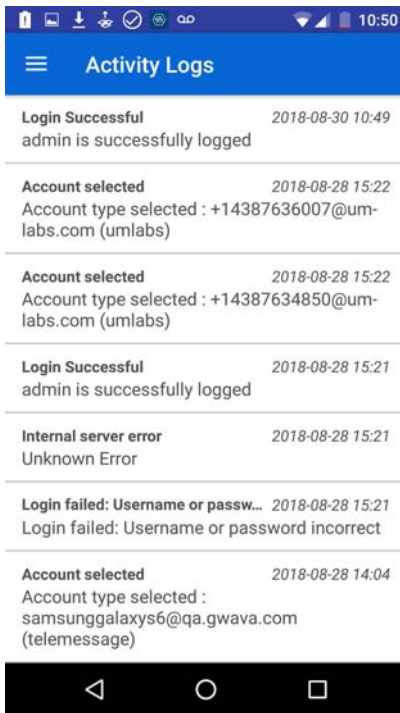 10:50
Activity Logs
Login Successful 2018-08-30 10:49
admin is successfully logged
Account selected 2018-08-28 15:22
Account type selected : +14387636007@um-
labs.com (umlabs)
Account selected 2018-08-28 15:22
Account type selected : +14387634850@um-
labs.com (umlabs)
Login Successful 2018-08-28 15:21
admin is successfully logged
Internal server error 2018-08-28 15:21
Unknown Error
Login failed: Username or passw... 2018-08-28 15:21
Login failed: Username or password incorrect
Account selected 2018-08-28 14:04
Account type selected :
samsunggalaxys6@qa.gwava.com
(telemessage)